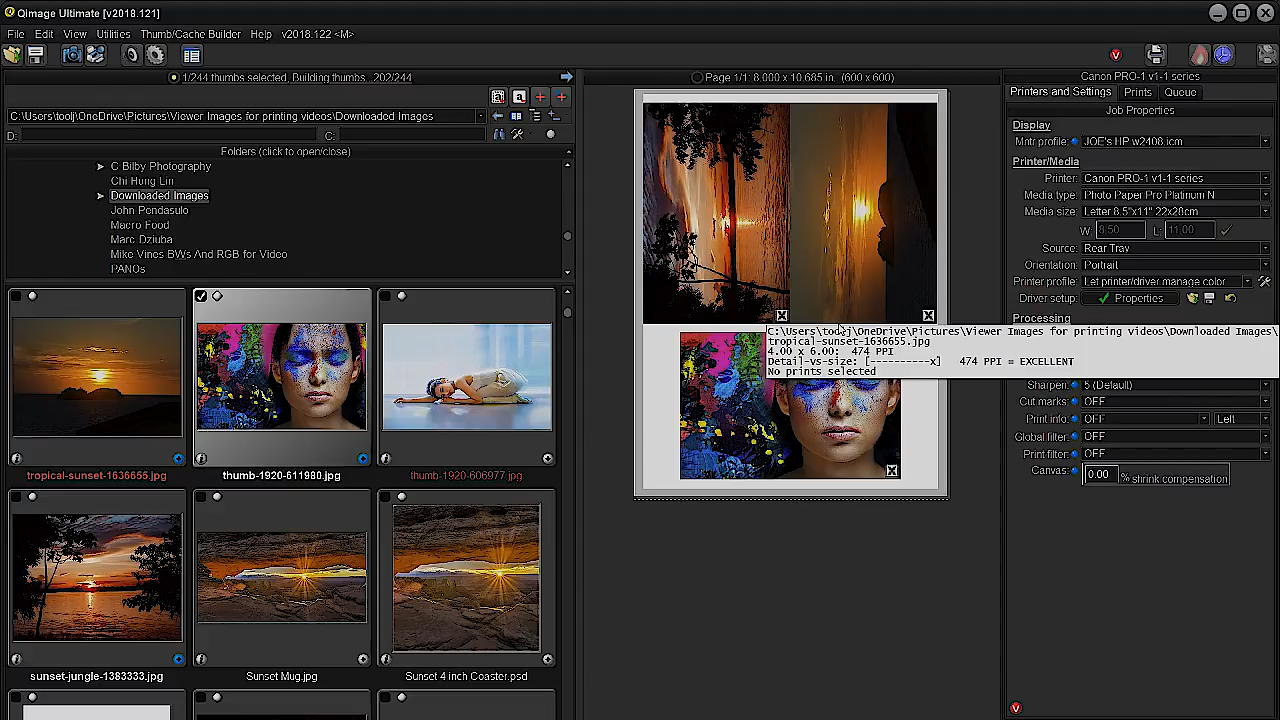 QImage Ultimate [v2018.121]
File Edit View Utilities Thumb/Cache Builder Help v2018.122 <M>
1/244 thumbs selected, Building thumbs...202/244
C:\Users\toolj\OneDrive\Pictures\Viewer Images for printing videos\Downloaded Images
D: C:
Folders (click to open/close)
C Bilby Photography
Chi Hung Lin
Downloaded Images
John Pendasulo
Macro Food
Marc Dziuba
Mike Vines BWs And RGB for Video
PANOs
tropical-sunset-1636655.jpg
thumb-1920-611980.jpg
thumb-1920-606977.jpg
sunset-jungle-1383333.jpg
Sunset Mug.jpg
Sunset 4 inch Coaster.psd
Page 1/1: 8.000 x 10.685 in. (600 x 600)
C:\Users\toolj\OneDrive\Pictures\Viewer Images for printing videos\Downloaded Images\
tropical-sunset-1636655.jpg
4.00 x 6.00: 474 PPI
Detail-vs-size: [----------x] 474 PPI = EXCELLENT
No prints selected
Canon PRO-1 v1-1 series
Printers and Settings Prints Queue
Job Properties
Display
Mntr profile: JOE's HP w2408.icm
Printer/Media
Printer: Canon PRO-1 v1-1 series
Media type: Photo Paper Pro Platinum N
Media size: Letter 8.5"x11" 22x28cm
W: 8.50 L: 11.00
Source: Rear Tray
Orientation: Portrait
Printer profile: Let printer/driver manage color
Driver setup: Properties
Processing
Sharpen: 5 (Default)
Cut marks: OFF
Print info: OFF Left
Global filter: OFF
Print filter: OFF
Canvas: 0.00 % shrink compensation